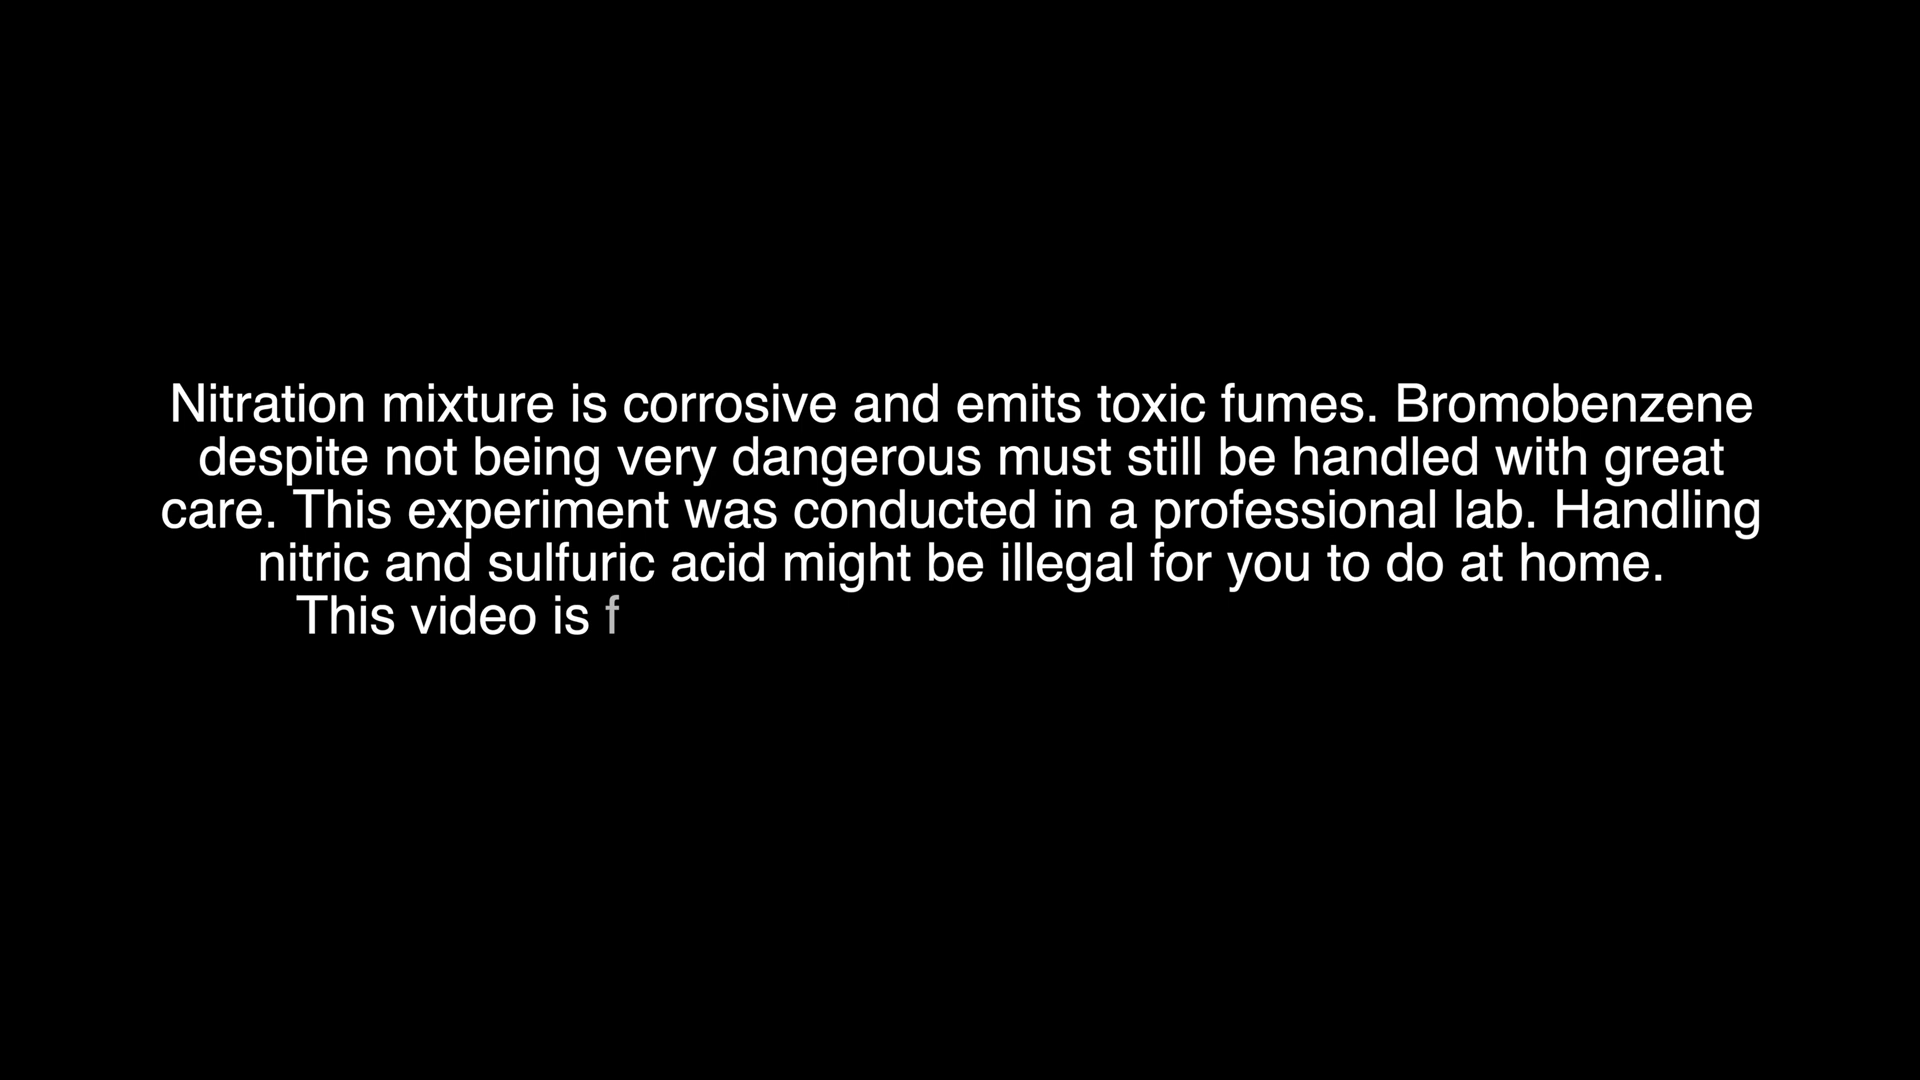 Nitration mixture is corrosive and emits toxic fumes. Bromobenzene
despite not being very dangerous must still be handled with great
care. This experiment was conducted in a professional lab. Handling
nitric and sulfuric acid might be illegal for you to do at home.
This video is f